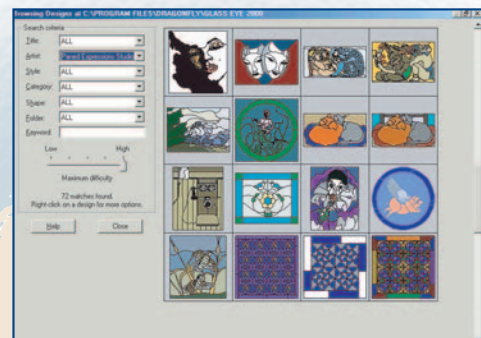 Browsing Designs at C:\PROGRAM FILES\DRAGONFLY\GLASS EYE 2000
Search criteria
Title: ALL
Artist: Paned Expressions Studio
Style: ALL
Category: ALL
Shape: ALL
Folder: ALL
Keyword:
Low High
Maximum difficulty
72 matches found.
Right-click on a design for more options.
Help Close